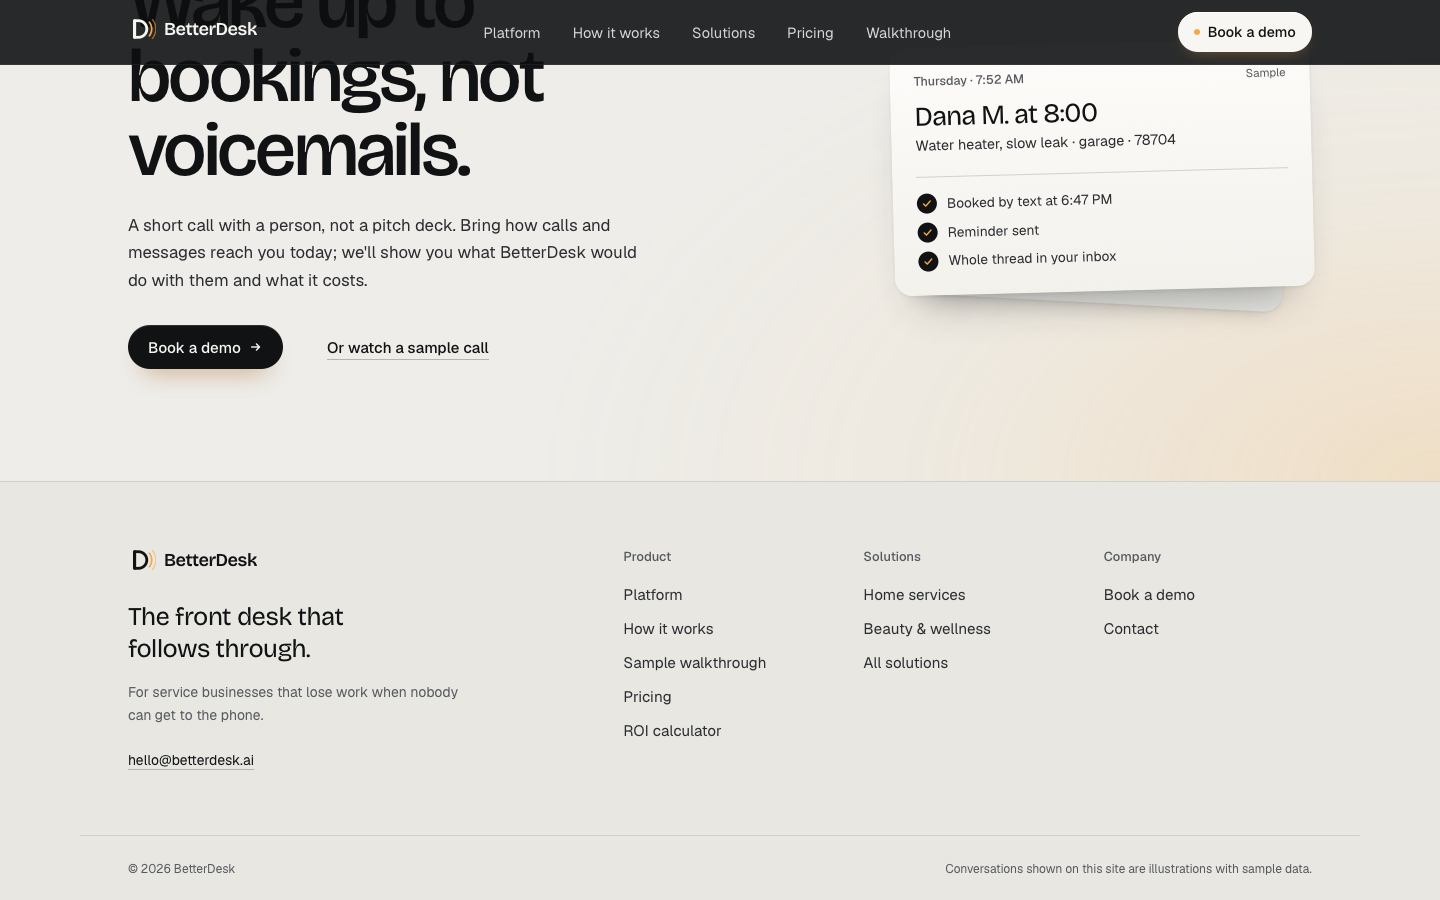 BetterDesk
Platform
How it works
Solutions
Pricing
Walkthrough
Book a demo
Wake up to
bookings, not
voicemails.
A short call with a person, not a pitch deck. Bring how calls and
messages reach you today; we'll show you what BetterDesk would
do with them and what it costs.
Book a demo →
Or watch a sample call
Thursday · 7:52 AM
Sample
Dana M. at 8:00
Water heater, slow leak · garage · 78704
Booked by text at 6:47 PM
Reminder sent
Whole thread in your inbox
BetterDesk
The front desk that
follows through.
For service businesses that lose work when nobody
can get to the phone.
hello@betterdesk.ai
Product
Platform
How it works
Sample walkthrough
Pricing
ROI calculator
Solutions
Home services
Beauty & wellness
All solutions
Company
Book a demo
Contact
© 2026 BetterDesk
Conversations shown on this site are illustrations with sample data.